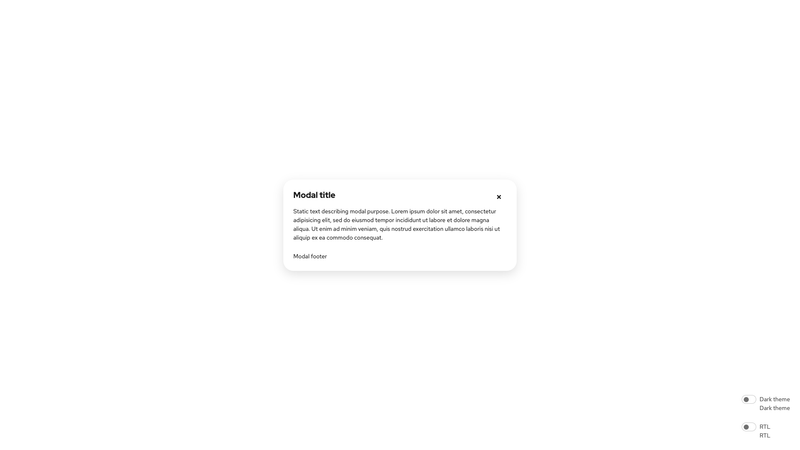 Modal title
Static text describing modal purpose. Lorem ipsum dolor sit amet, consectetur
adipisicing elit, sed do eiusmod tempor incididunt ut labore et dolore magna
aliqua. Ut enim ad minim veniam, quis nostrud exercitation ullamco laboris nisi ut
aliquip ex ea commodo consequat.
Modal footer
Dark theme
Dark theme
RTL
RTL